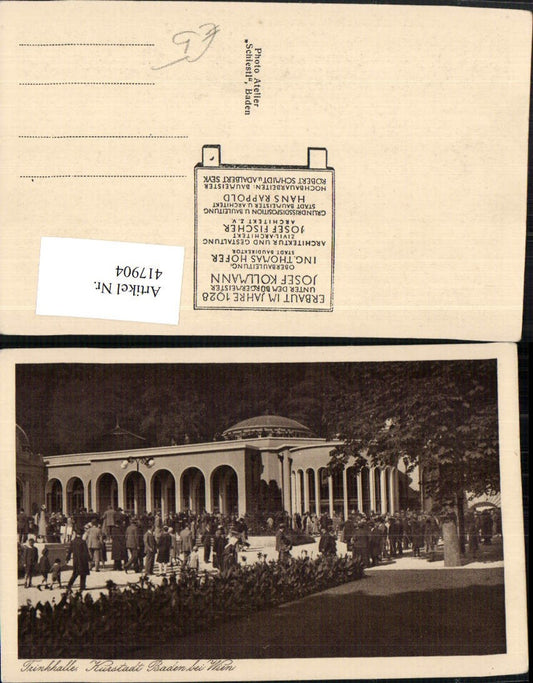 Photo Atelier
„Schiestl“, Baden
ERBAUT IM JAHRE 1928
UNTER DEM BÜRGERMEISTER
JOSEF KOLLMANN
OBERBAULEITUNG:
ING. THOMAS HOFER
STADT BAUDIREKTOR
ARCHITEKTUR UND GESTALTUNG
ZIVIL-ARCHITEKT
JOSEF FISCHER
ARCHITEKT Z.V.
GRUNDRISSDISPOSITION U BAULEITUNG
STADT BAUMEISTER U ARCHITEKT
HANS RAPPOLD
HOCHBAUARBEITEN: BAUMEISTER
ROBERT SCHMIDT u ADALBERT SEYK
Artikel Nr.
417904
Trinkhalle. Kurstadt Baden bei Wien